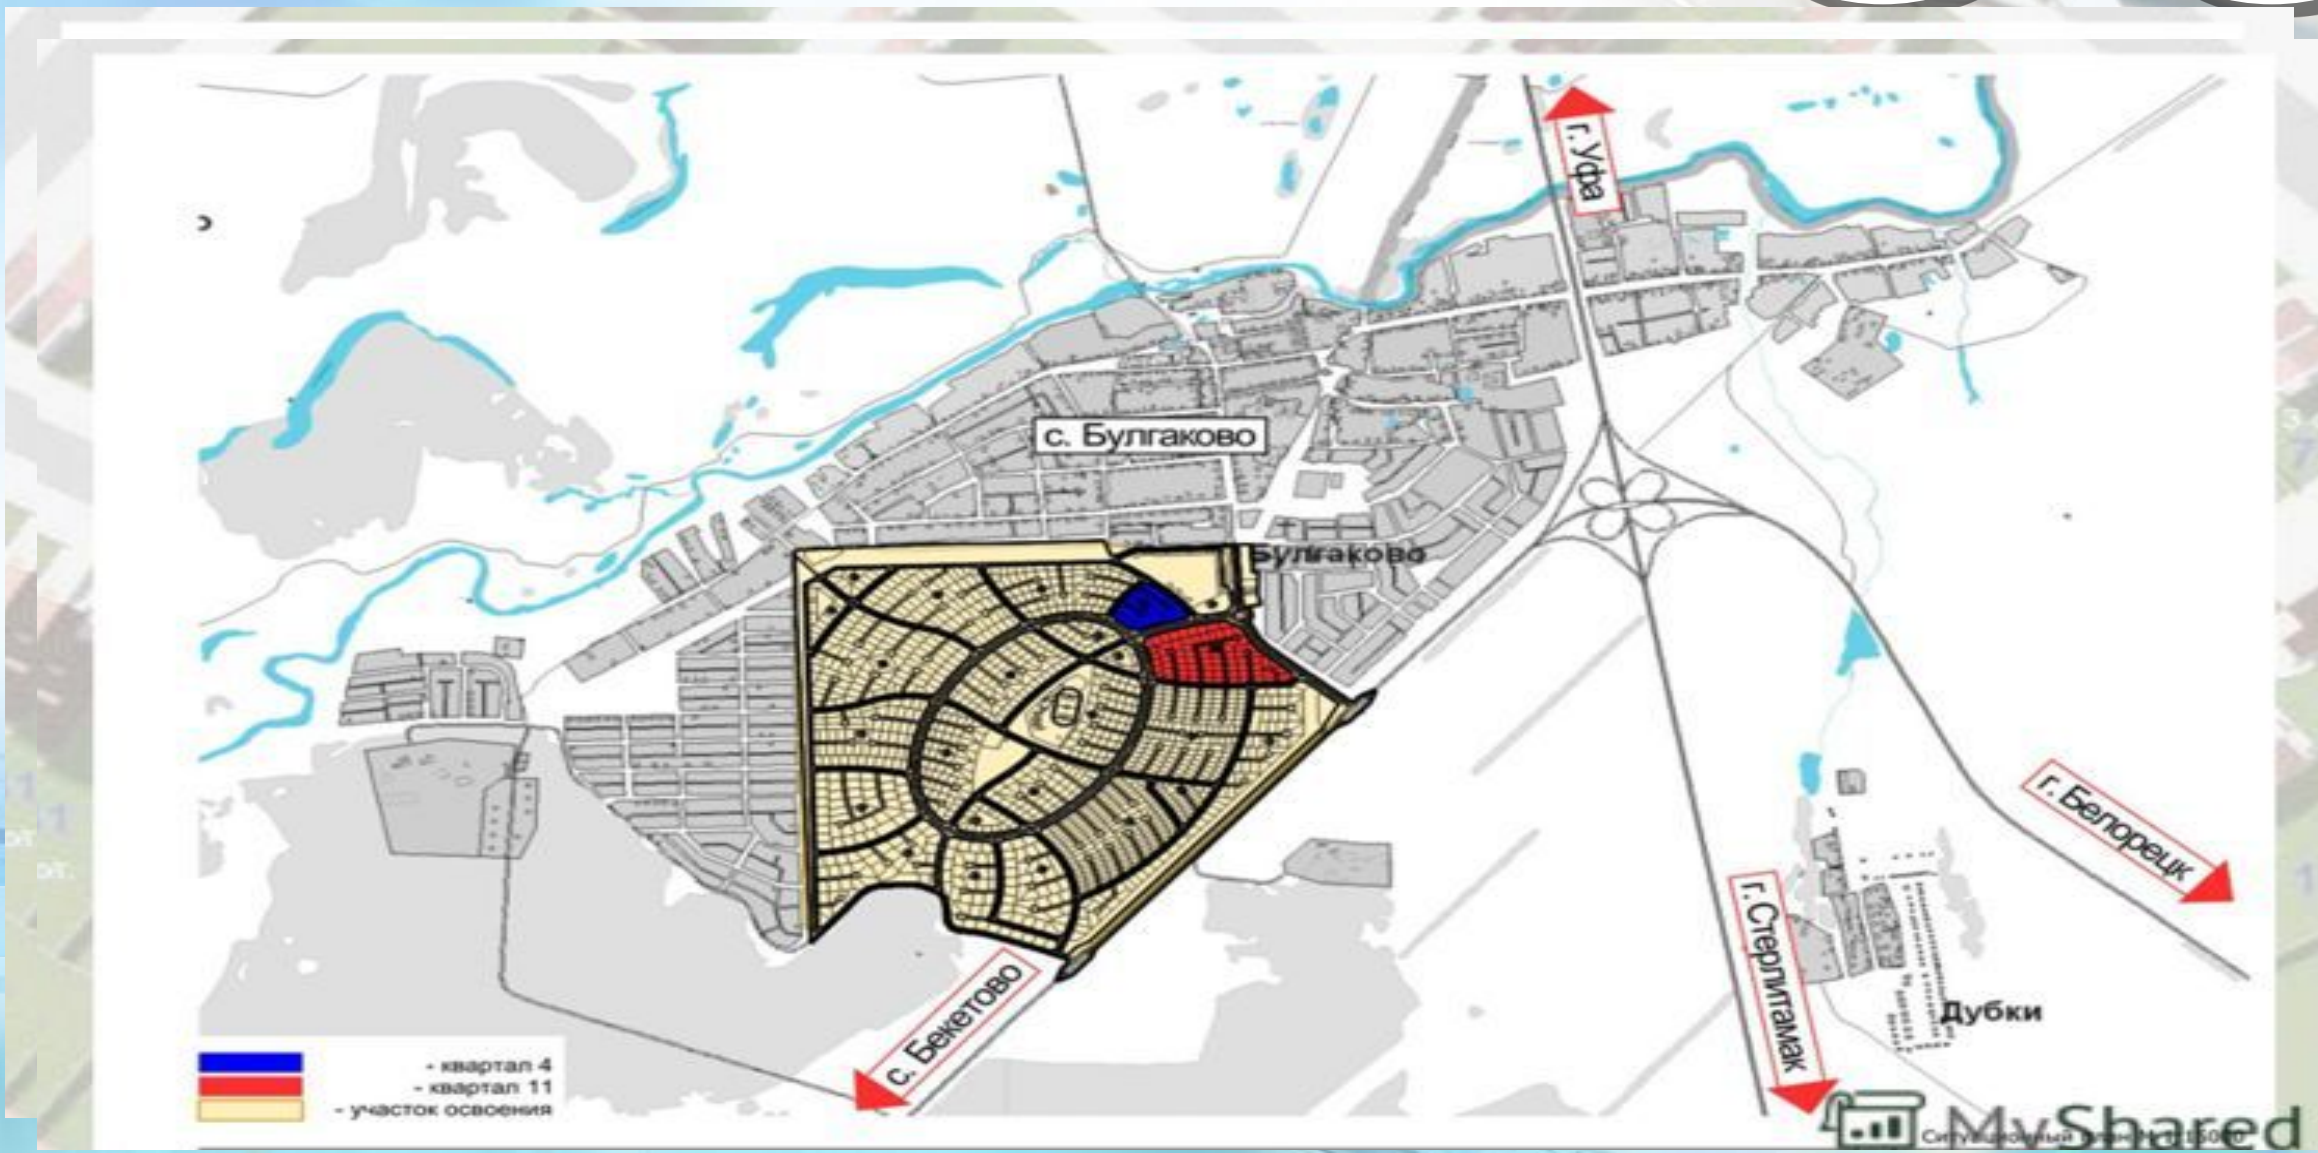 г. Уфа
с. Булгаково
Булгаково
г. Белорецк
г. Стерлитамак
Дубки
с. Бекетово
- квартал 4
- квартал 11
- участок освоения
MyShared